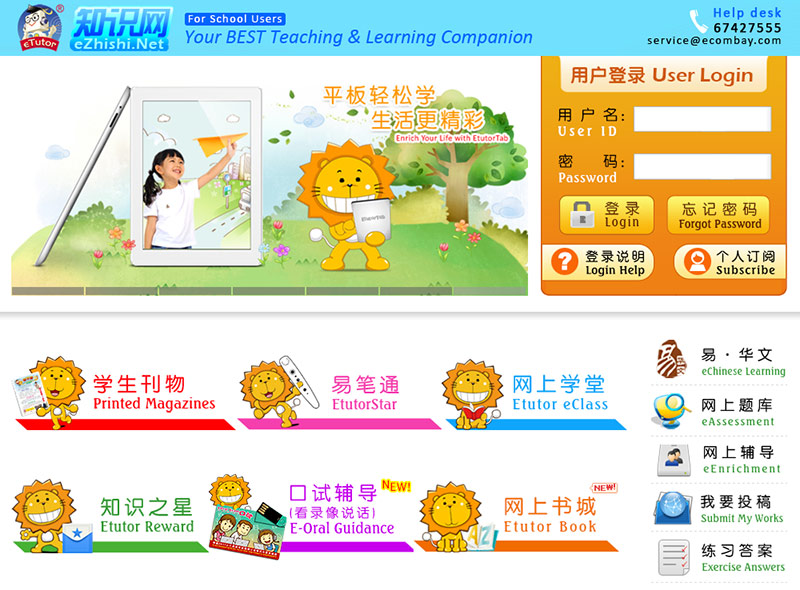 eTutor
知识网
eZhishi.Net
For School Users
Your BEST Teaching & Learning Companion
Help desk
67427555
service@ecombay.com
平板轻松学
生活更精彩
Enrich Your Life with EtutorTab
EtutorTab
用户登录 User Login
用 户 名:
User ID
密 码:
Password
登 录
Login
忘 记 密 码
Forgot Password
登录说明
Login Help
个人订阅
Subscribe
学生刊物
Printed Magazines
易笔通
EtutorStar
网上学堂
Etutor eClass
易·华文
eChinese Learning
网上题库
eAssessment
网上辅导
eEnrichment
我要投稿
Submit My Works
练习答案
Exercise Answers
知识之星
Etutor Reward
口试辅导 NEW!
(看录像说话)
E-Oral Guidance
NEW!
网上书城
Etutor Book